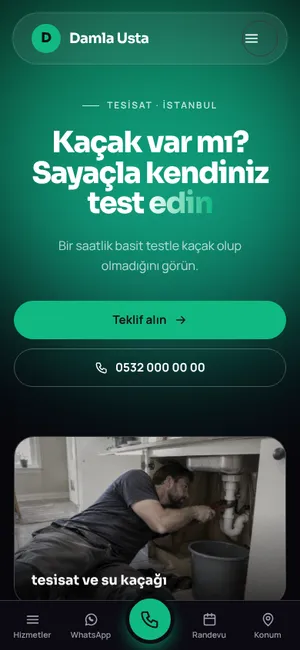 D Damla Usta
TESİSAT · İSTANBUL
Kaçak var mı?
Sayaçla kendiniz
test edin
Bir saatlik basit testle kaçak olup
olmadığını görün.
Teklif alın →
0532 000 00 00
tesisat ve su kaçağı
Hizmetler WhatsApp Randevu Konum